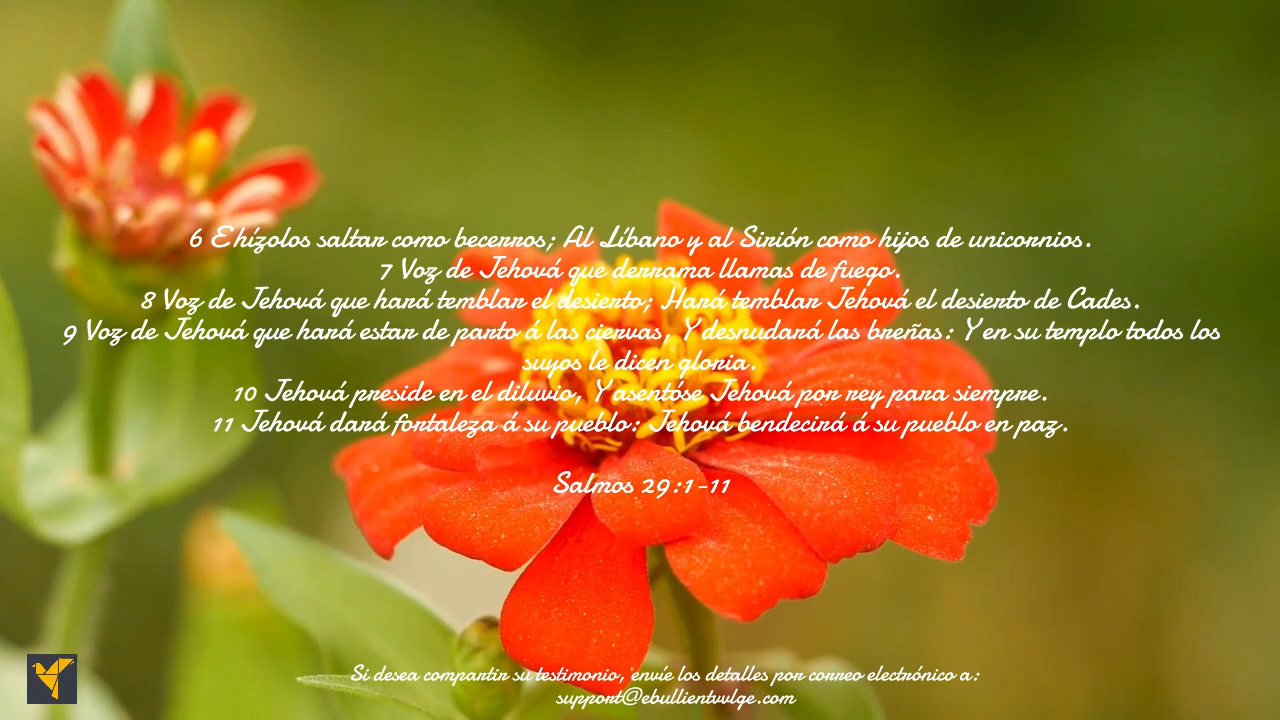 6 E hízolos saltar como becerros; Al Líbano y al Sirión como hijos de unicornios.
7 Voz de Jehová que derrama llamas de fuego.
8 Voz de Jehová que hará temblar el desierto; Hará temblar Jehová el desierto de Cades.
9 Voz de Jehová que hará estar de parto á las ciervas, Y desnudará las breñas: Y en su templo todos los
suyos le dicen gloria.
10 Jehová preside en el diluvio, Y asentóse Jehová por rey para siempre.
11 Jehová dará fortaleza á su pueblo: Jehová bendecirá á su pueblo en paz.
Salmos 29:1-11
Si desea compartir su testimonio, envíe los detalles por correo electrónico a: